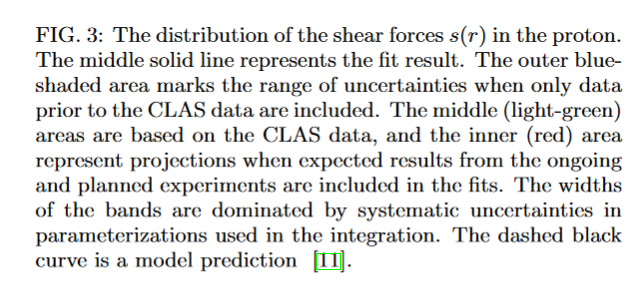 FIG. 3: The distribution of the shear forces s(r) in the proton.
The middle solid line represents the fit result. The outer blue-
shaded area marks the range of uncertainties when only data
prior to the CLAS data are included. The middle (light-green)
areas are based on the CLAS data, and the inner (red) area
represent projections when expected results from the ongoing
and planned experiments are included in the fits. The widths
of the bands are dominated by systematic uncertainties in
parameterizations used in the integration. The dashed black
curve is a model prediction [11].